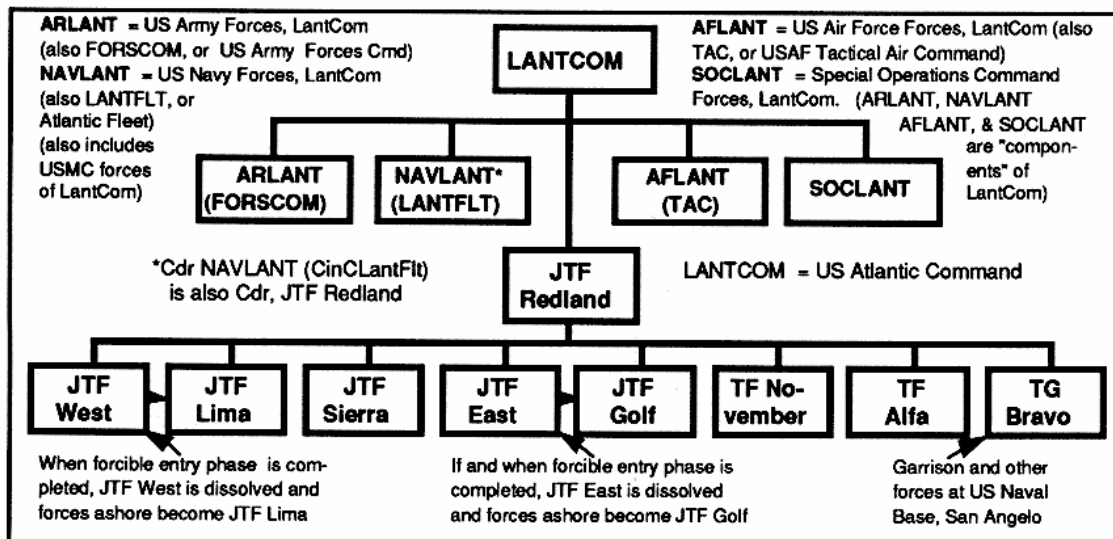 ARLANT = US Army Forces, LantCom
(also FORSCOM, or US Army Forces Cmd)
NAVLANT = US Navy Forces, LantCom
(also LANTFLT, or
Atlantic Fleet)
(also includes
USMC forces
of LantCom)
LANTCOM
AFLANT = US Air Force Forces, LantCom (also
TAC, or USAF Tactical Air Command)
SOCLANT = Special Operations Command
Forces, LantCom. (ARLANT, NAVLANT
AFLANT, & SOCLANT
are "compon-
ents" of
LantCom)
ARLANT
(FORSCOM)
NAVLANT*
(LANTFLT)
AFLANT
(TAC)
SOCLANT
*Cdr NAVLANT (CinCLantFlt)
is also Cdr, JTF Redland
JTF
Redland
LANTCOM = US Atlantic Command
JTF
West
JTF
Lima
JTF
Sierra
JTF
East
JTF
Golf
TF No-
vember
TF
Alfa
TG
Bravo
When forcible entry phase is com-
pleted, JTF West is dissolved and
forces ashore become JTF Lima
If and when forcible entry phase is
completed, JTF East is dissolved
and forces ashore become JTF Golf
Garrison and other
forces at US Naval
Base, San Angelo